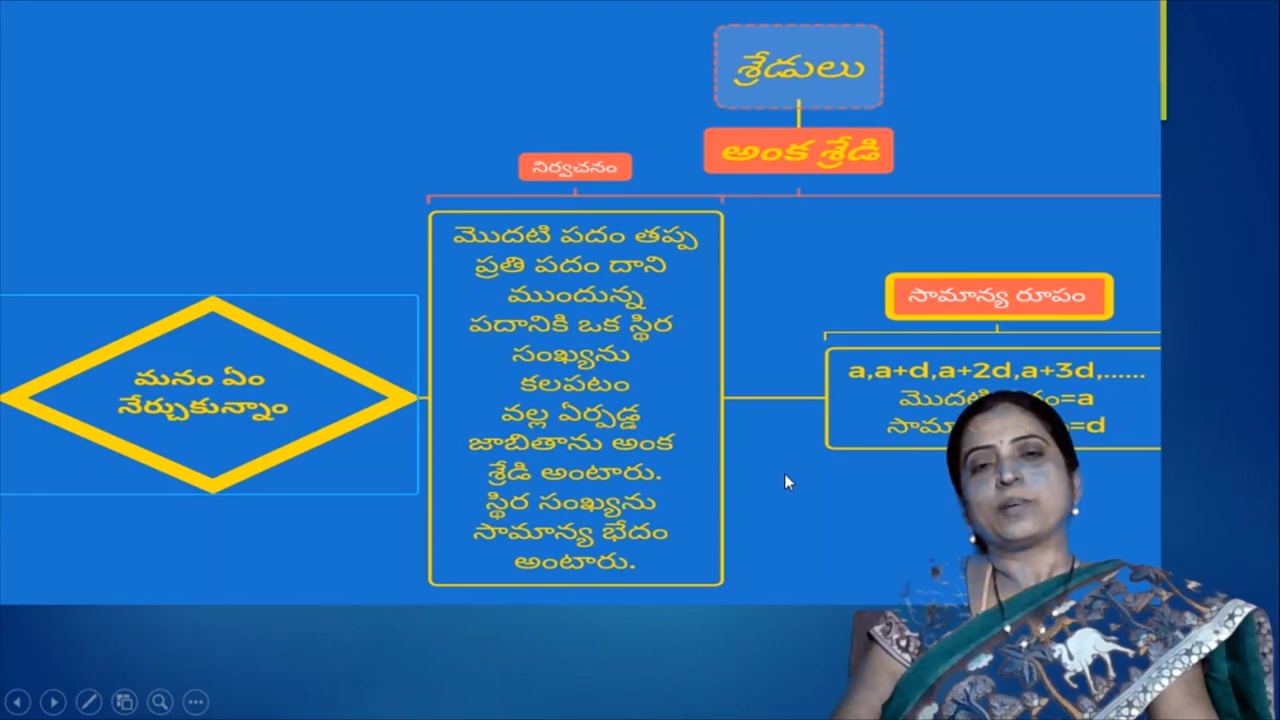 శ్రేడులు
అంక శ్రేడి
నిర్వచనం
మొదటి పదం తప్ప
ప్రతి పదం దాని
ముందున్న
పదానికి ఒక స్థిర
సంఖ్యను
కలపటం
వల్ల ఏర్పడ్డ
జాబితాను అంక
శ్రేడి అంటారు.
స్థిర సంఖ్యను
సామాన్య భేదం
అంటారు.
సామాన్య రూపం
a,a+d,a+2d,a+3d,......
=a
=d
మనం ఏం
నేర్చుకున్నాం